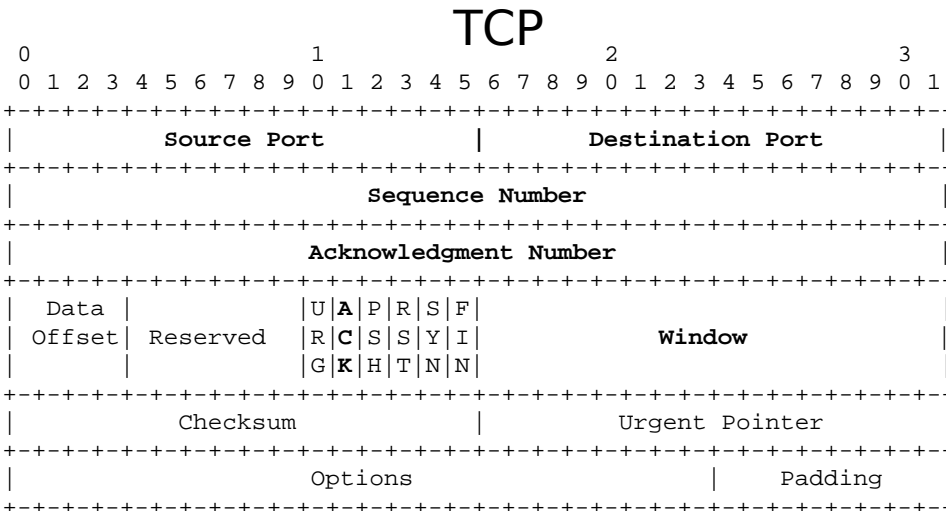 TCP
0                   1                   2                   3
0 1 2 3 4 5 6 7 8 9 0 1 2 3 4 5 6 7 8 9 0 1 2 3 4 5 6 7 8 9 0 1
+-+-+-+-+-+-+-+-+-+-+-+-+-+-+-+-+-+-+-+-+-+-+-+-+-+-+-+-+-+-+-+-
|          Source Port          |       Destination Port        |
+-+-+-+-+-+-+-+-+-+-+-+-+-+-+-+-+-+-+-+-+-+-+-+-+-+-+-+-+-+-+-+-
|                        Sequence Number                        |
+-+-+-+-+-+-+-+-+-+-+-+-+-+-+-+-+-+-+-+-+-+-+-+-+-+-+-+-+-+-+-+-
|                    Acknowledgment Number                      |
+-+-+-+-+-+-+-+-+-+-+-+-+-+-+-+-+-+-+-+-+-+-+-+-+-+-+-+-+-+-+-+-
|  Data |           |U|A|P|R|S|F|                               |
| Offset| Reserved  |R|C|S|S|Y|I|            Window             |
|       |           |G|K|H|T|N|N|                               |
+-+-+-+-+-+-+-+-+-+-+-+-+-+-+-+-+-+-+-+-+-+-+-+-+-+-+-+-+-+-+-+-
|           Checksum            |         Urgent Pointer
+-+-+-+-+-+-+-+-+-+-+-+-+-+-+-+-+-+-+-+-+-+-+-+-+-+-+-+-+-+-+-+-
|                    Options                    |    Padding
+-+-+-+-+-+-+-+-+-+-+-+-+-+-+-+-+-+-+-+-+-+-+-+-+-+-+-+-+-+-+-+-